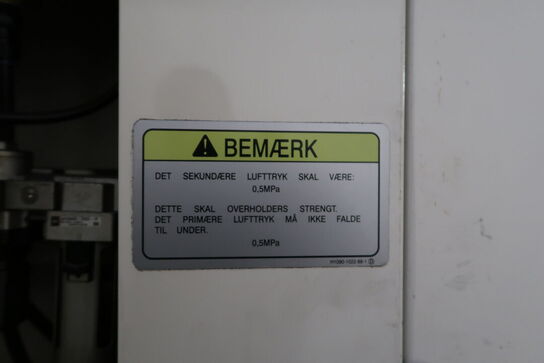 BEMÆRK
DET SEKUNDÆRE LUFTTRYK SKAL VÆRE:
0,5MPa
DETTE SKAL OVERHOLDERS STRENGT.
DET PRIMÆRE LUFTTRYK MÅ IKKE FALDE
TIL UNDER.
0,5MPa